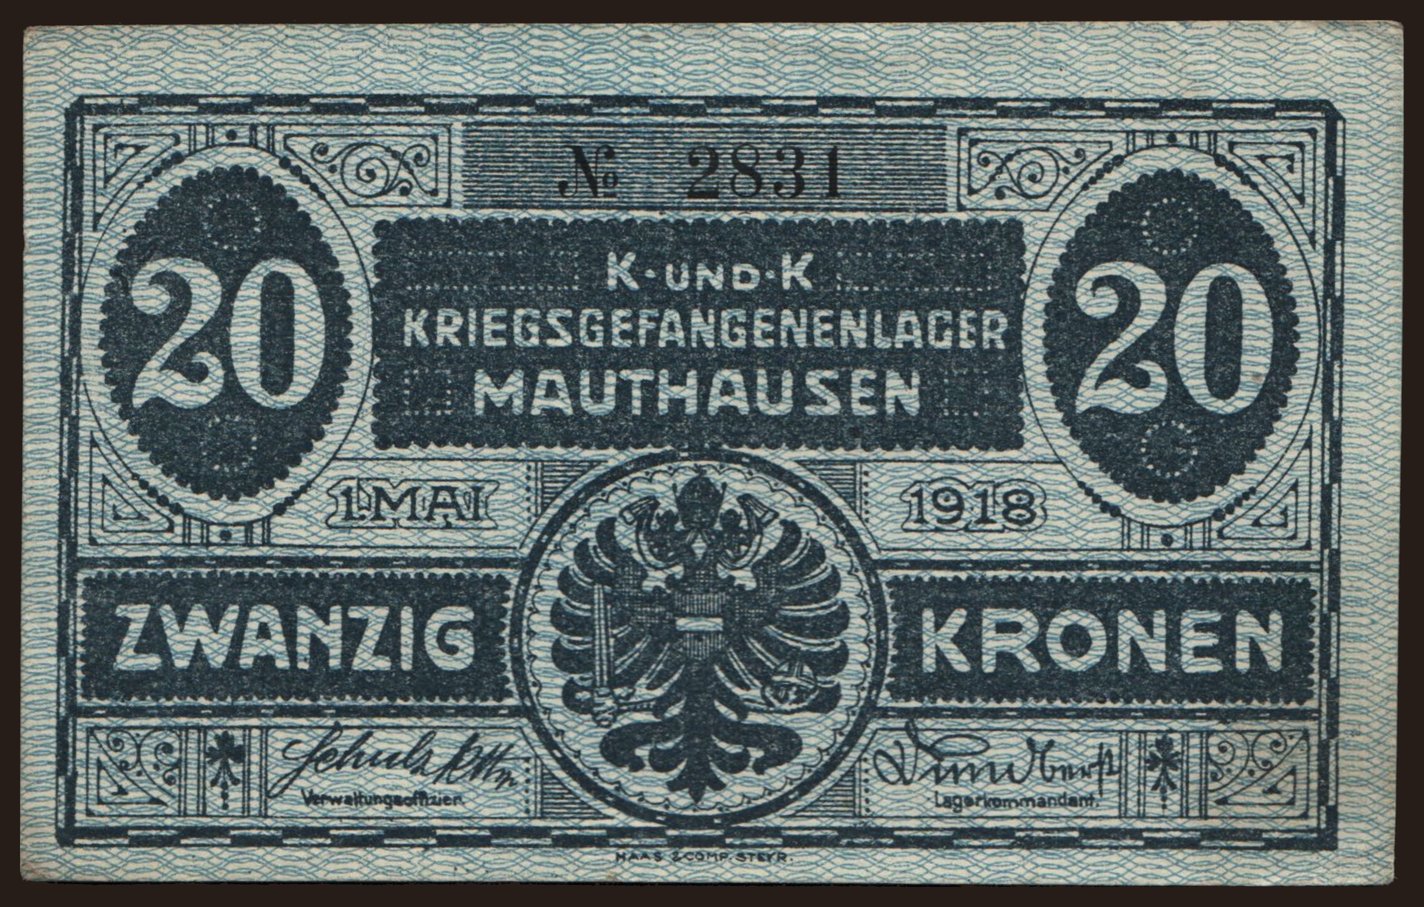 № 2831
20
20
K·UND·K
KRIEGSGEFANGENENLAGER
MAUTHAUSEN
1.MAI 1918
ZWANZIG KRONEN
Verwaltungsoffizier.
Lagerkommandant.
HAAS & COMP. STEYR.